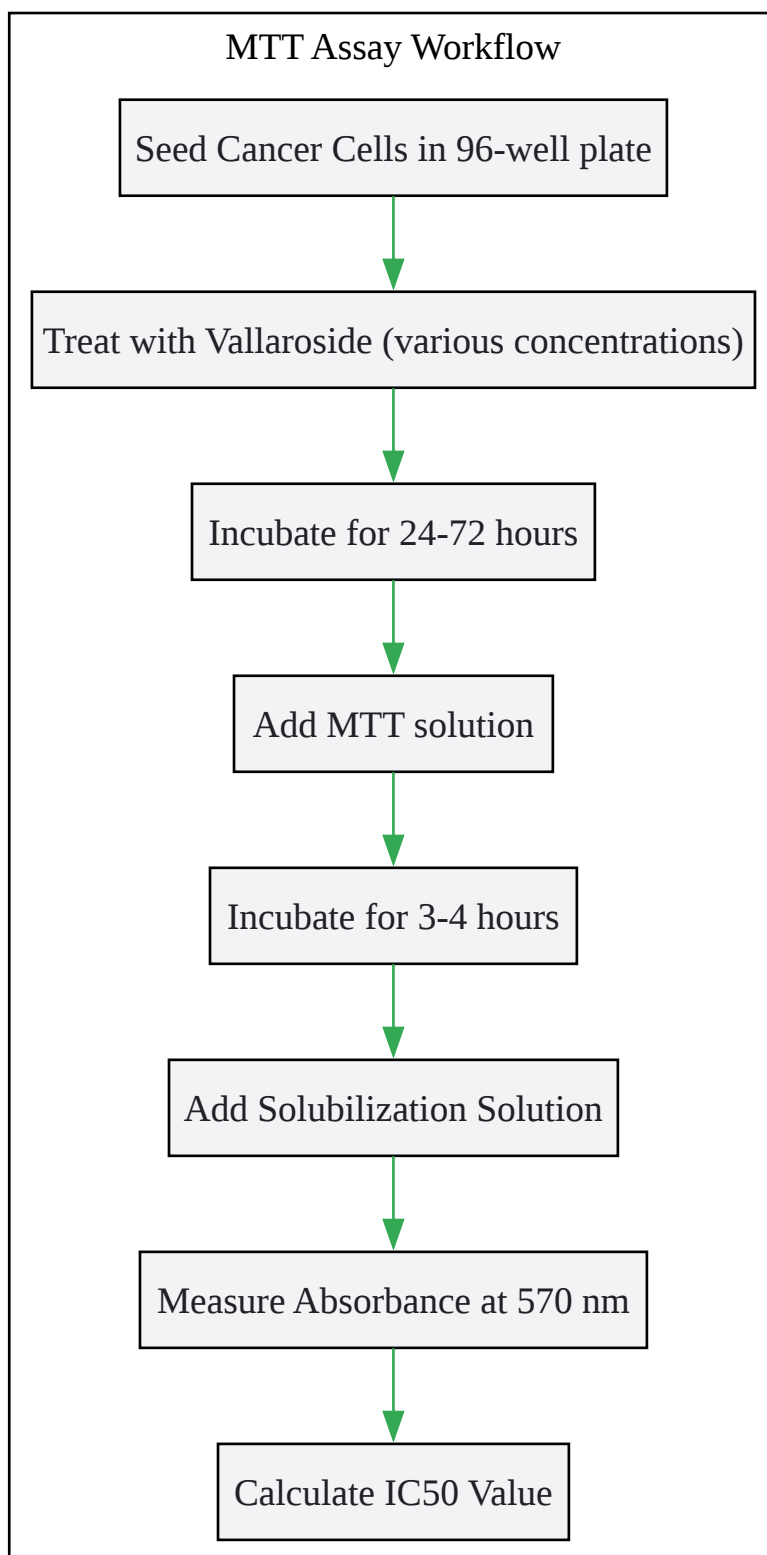 MTT Assay Workflow
Seed Cancer Cells in 96-well plate
Treat with Vallaroside (various concentrations)
Incubate for 24-72 hours
Add MTT solution
Incubate for 3-4 hours
Add Solubilization Solution
Measure Absorbance at 570 nm
Calculate IC50 Value